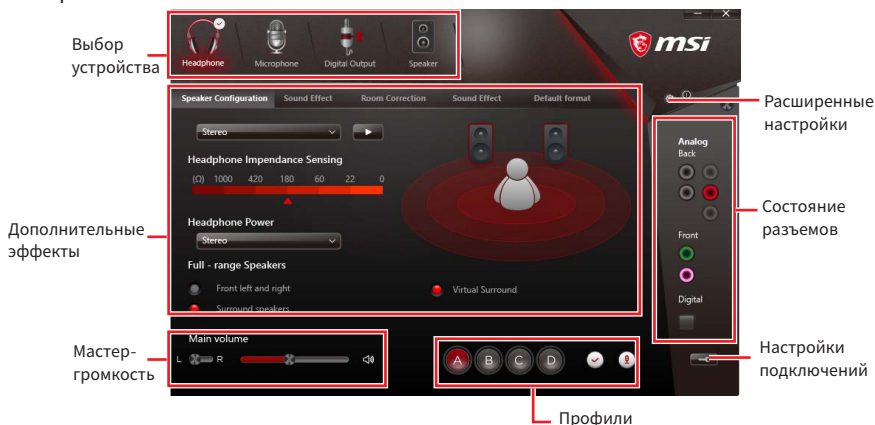 Выбор
устройства
Headphone
Microphone
Digital Output
Speaker
msi
Расширенные
настройки
Speaker Configuration
Sound Effect
Room Correction
Sound Effect
Default format
Stereo
Headphone Impendance Sensing
(Ω) 1000 420 180 60 22 0
Headphone Power
Stereo
Full - range Speakers
Front left and right
Surround speakers
Virtual Surround
Дополнительные
эффекты
Analog
Back
Front
Digital
Состояние
разъемов
Main volume
L R
Мастер-
громкость
A B C D
Настройки
подключений
Профили